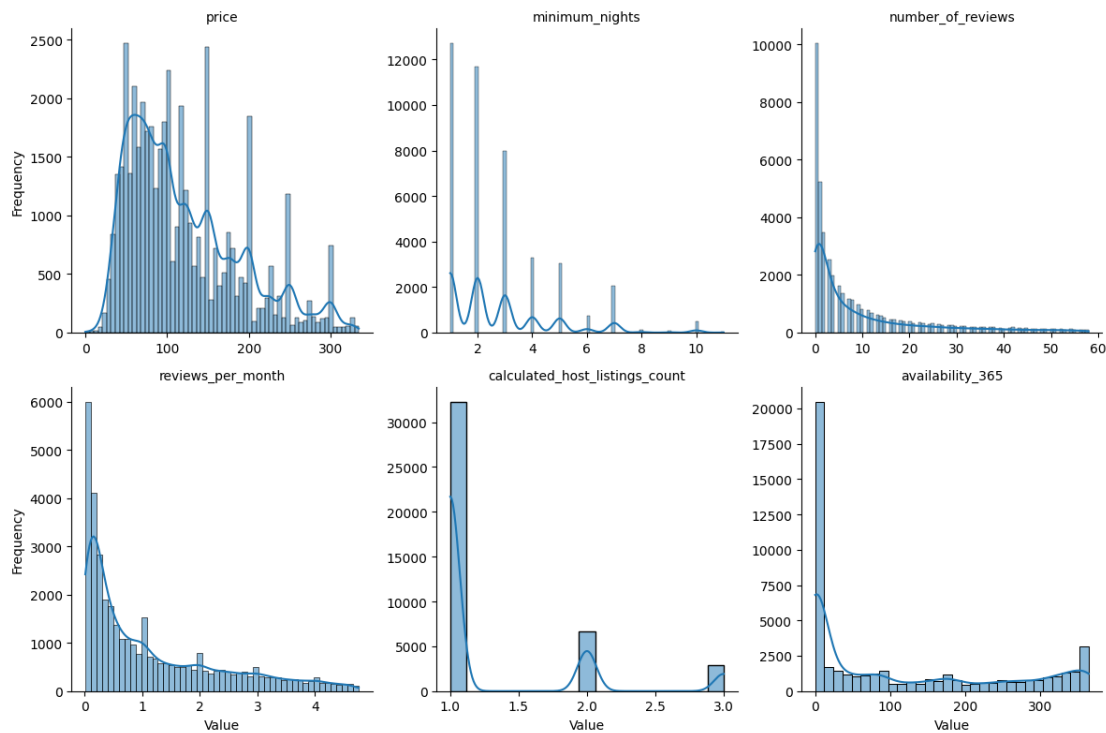 price
2500
2000
1500
1000
500
0
Frequency
0 100 200 300
minimum_nights
12000
10000
8000
6000
4000
2000
0
2 4 6 8 10
number_of_reviews
10000
8000
6000
4000
2000
0
0 10 20 30 40 50 60
reviews_per_month
6000
5000
4000
3000
2000
1000
0
Frequency
0 1 2 3 4
Value
calculated_host_listings_count
30000
25000
20000
15000
10000
5000
0
1.0 1.5 2.0 2.5 3.0
Value
availability_365
20000
17500
15000
12500
10000
7500
5000
2500
0
0 100 200 300
Value